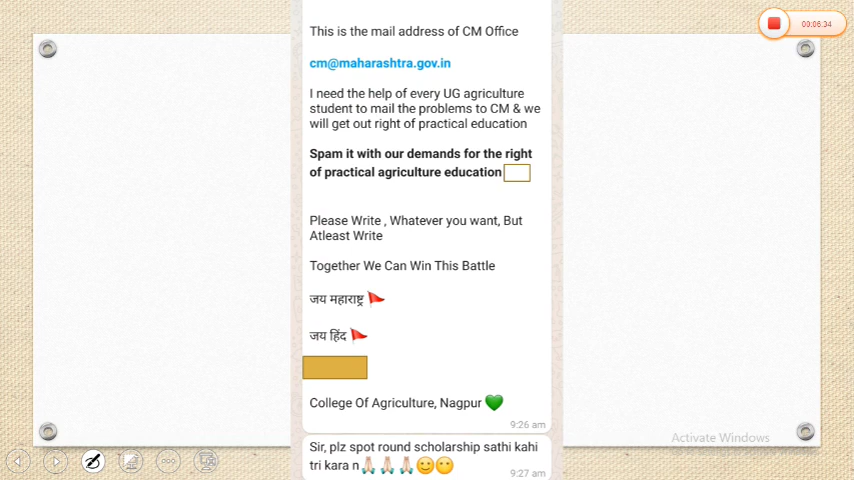 00:06:34
This is the mail address of CM Office
cm@maharashtra.gov.in
I need the help of every UG agriculture
student to mail the problems to CM & we
will get out right of practical education
Spam it with our demands for the right
of practical agriculture education
Please Write , Whatever you want, But
Atleast Write
Together We Can Win This Battle
जय महाराष्ट्र 🚩
जय हिंद 🚩
College Of Agriculture, Nagpur 💚
9:26 am
Activate Windows
Sir, plz spot round scholarship sathi kahi
tri kara n🙏🏻🙏🏻🙏🏻😊😶
9:27 am